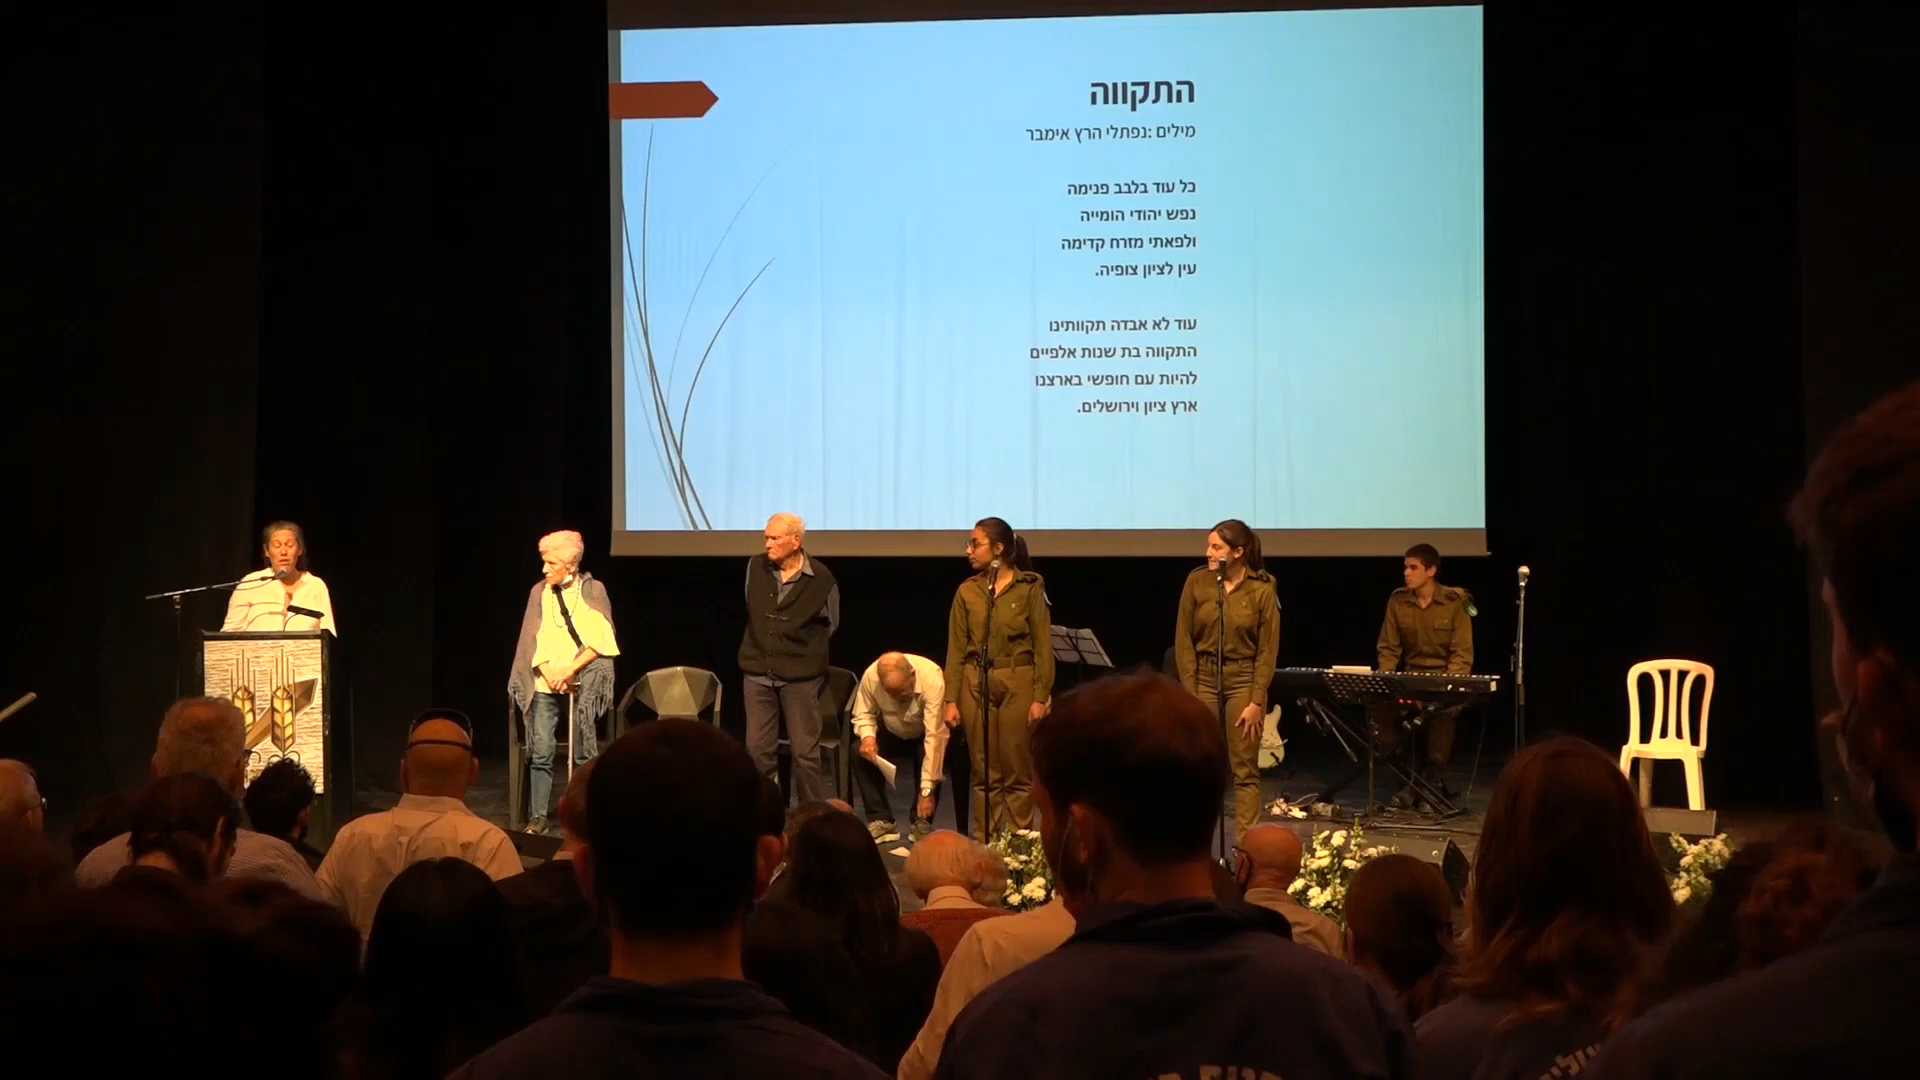 התקווה
מילים :נפתלי הרץ אימבר
כל עוד בלבב פנימה
נפש יהודי הומייה
ולפאתי מזרח קדימה
עין לציון צופיה.
עוד לא אבדה תקוותינו
התקווה בת שנות אלפיים
להיות עם חופשי בארצנו
ארץ ציון וירושלים.